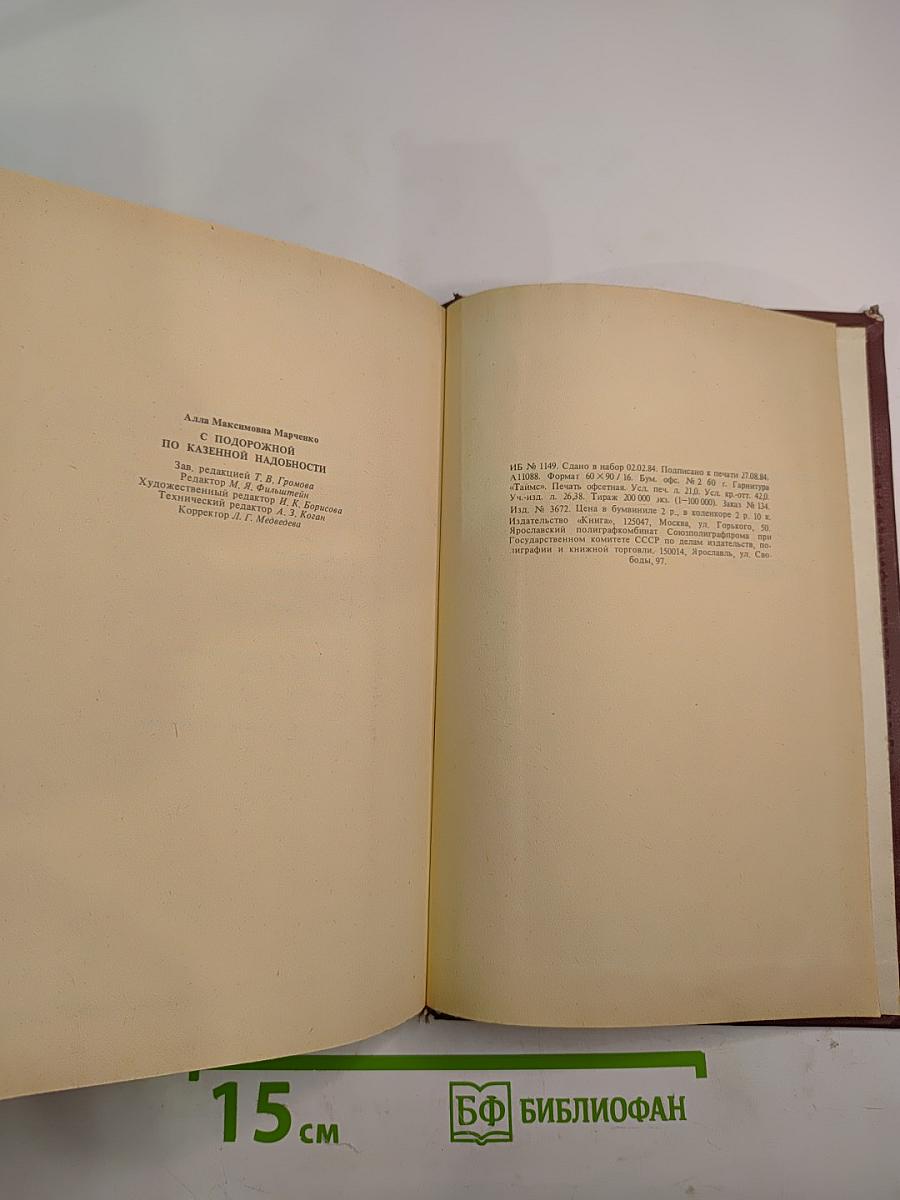 Алла Максимовна Марченко
С ПОДОРОЖНОЙ
ПО КАЗЕННОЙ НАДОБНОСТИ
Зав. редакцией Т. В. Громова
Редактор М. Я. Фильштейн
Художественный редактор И. К. Борисова
Технический редактор А. З. Коган
Корректор Л. Г. Медведева
ИБ № 1149. Сдано в набор 02.02.84. Подписано к печати 27.08.84.
А11088. Формат 60×90/16. Бум. офс. №2 60 г. Гарнитура
«Таймс». Печать офсетная. Усл. печ. л. 21,0. Усл. кр.-отт. 42,0.
Уч.-изд. л. 26,38. Тираж 200 000 экз. (1—100 000). Заказ № 134.
Изд. № 3672. Цена в бумвиниле 2 р., в коленкоре 2 р. 10 к.
Издательство «Книга», 125047, Москва, ул. Горького, 50.
Ярославский полиграфкомбинат Союзполиграфпрома при
Государственном комитете СССР по делам издательств, по-
лиграфии и книжной торговли. 150014, Ярославль, ул. Сво-
боды, 97.
15 см
БФ БИБЛИОФАН